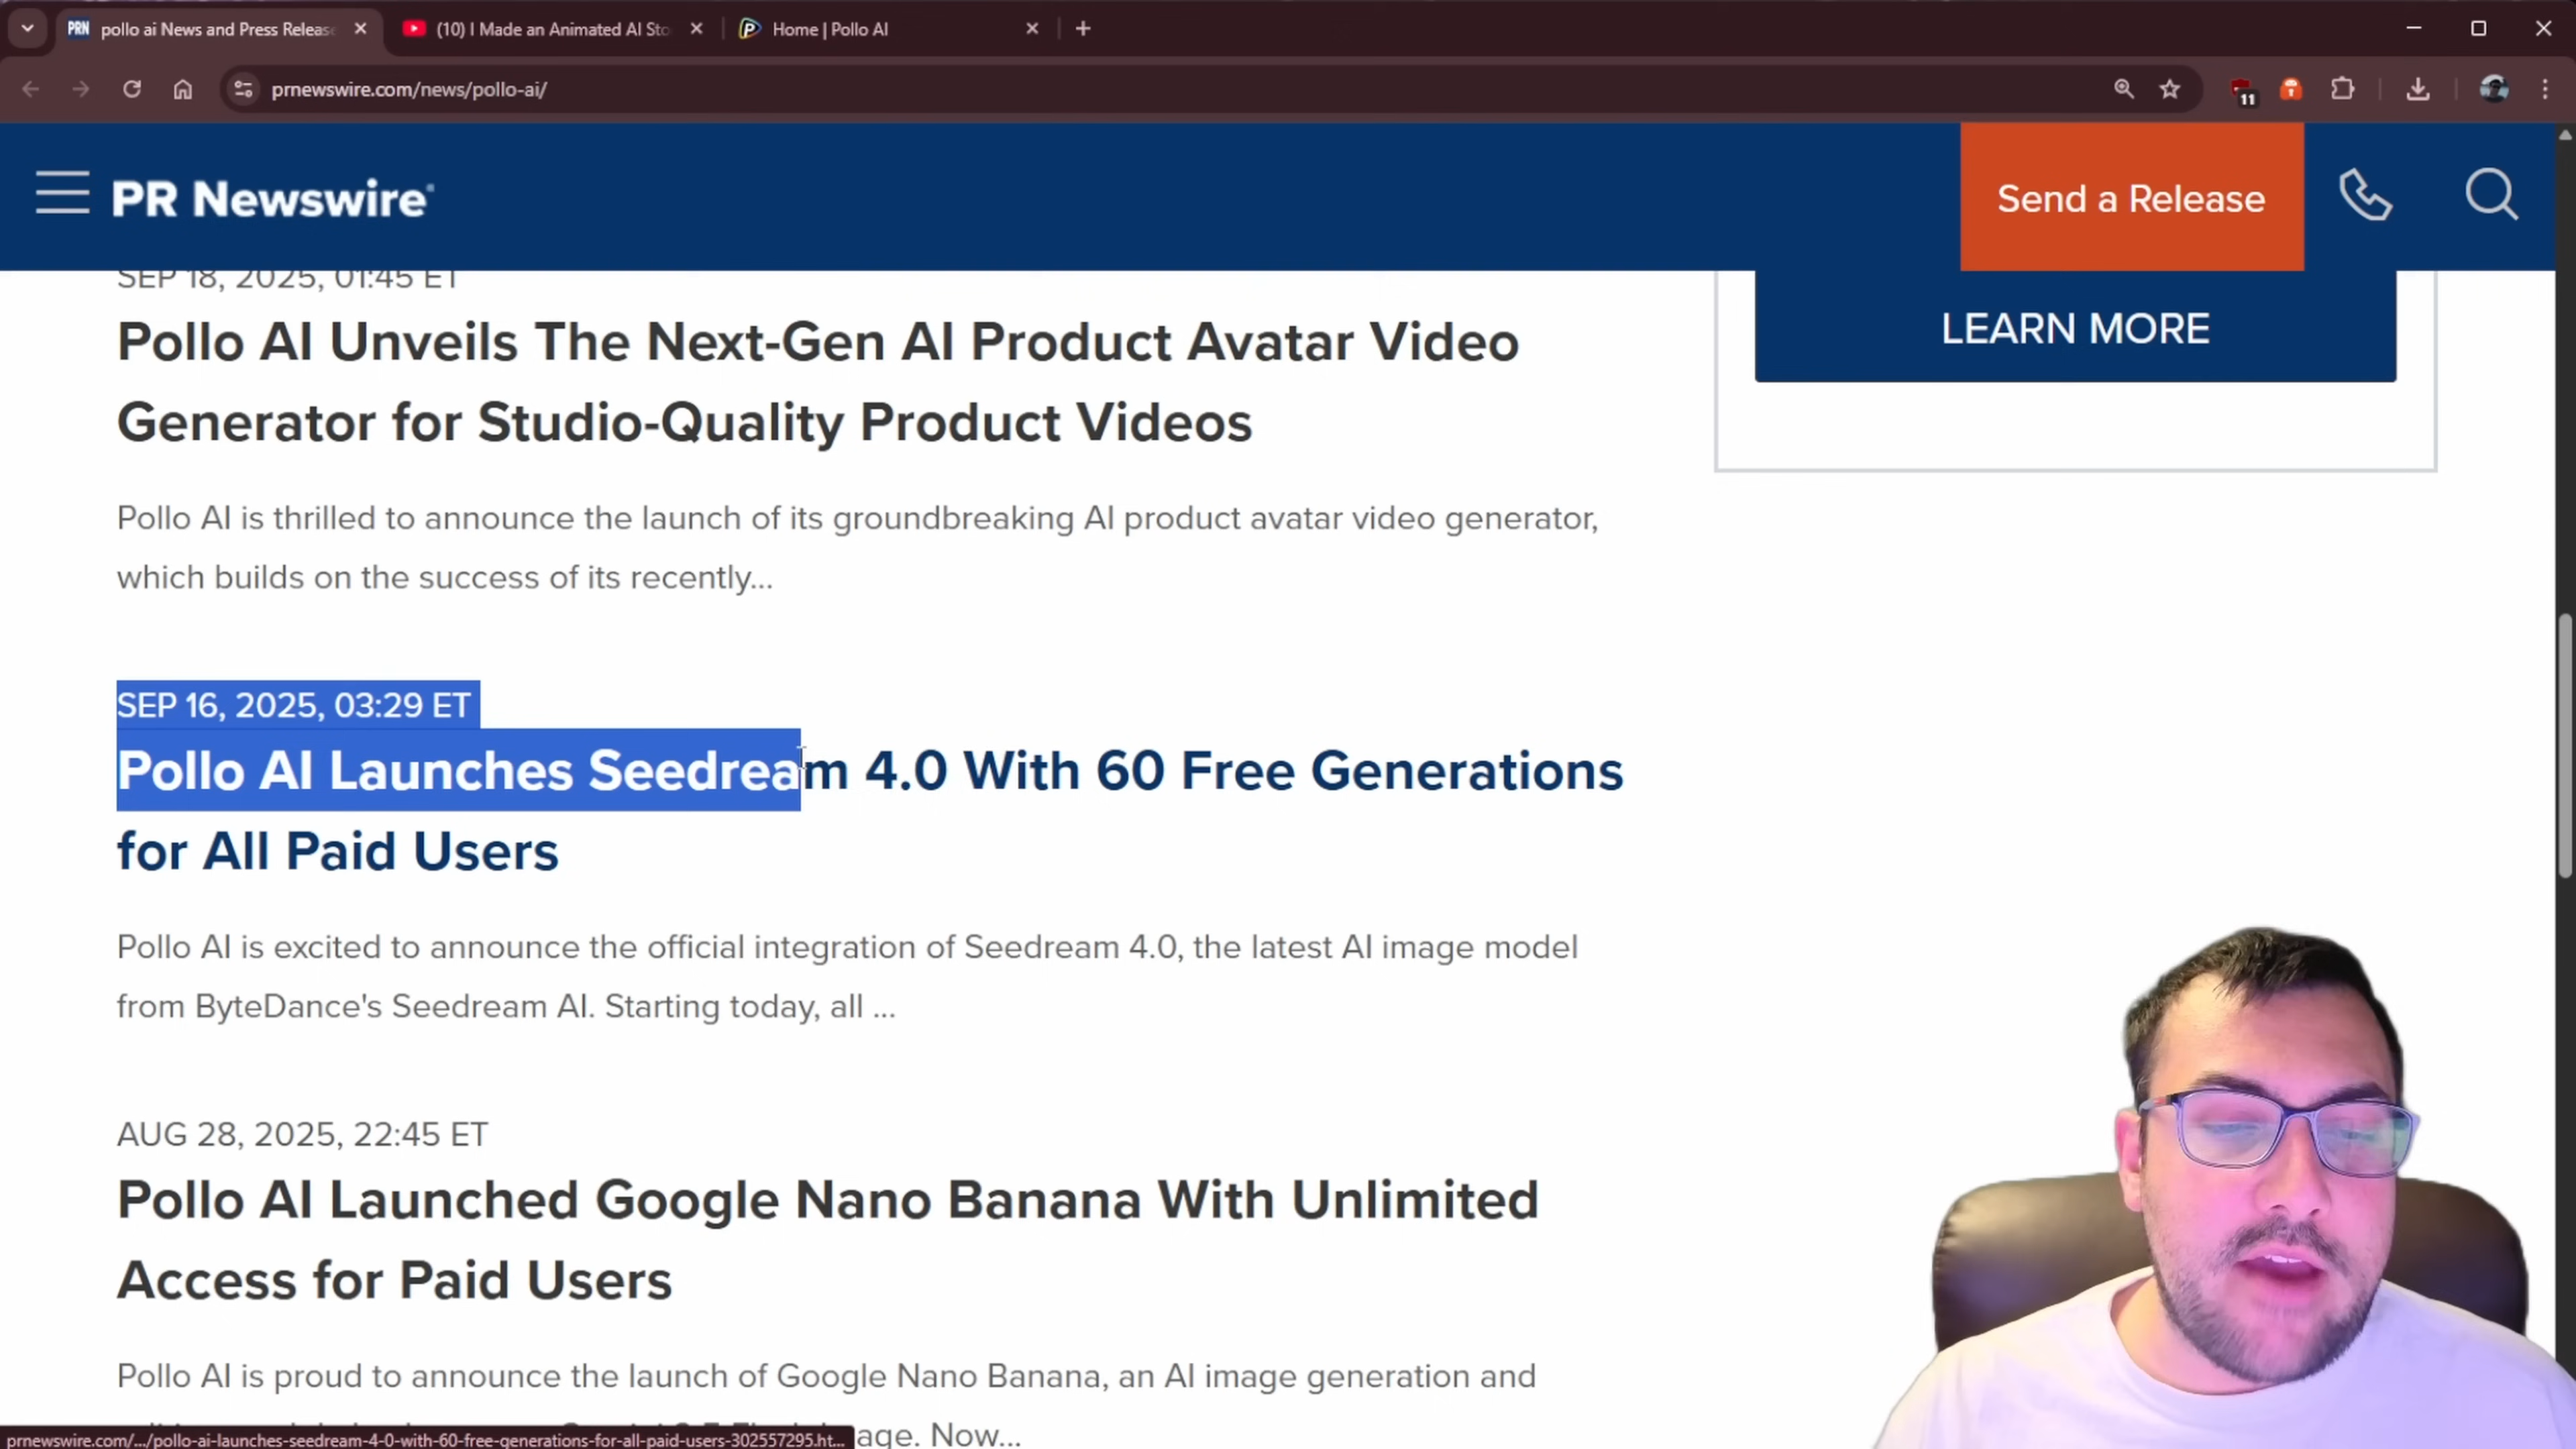 PRN pollo ai News and Press Releas
(10) I Made an Animated AI Sto
Home | Pollo AI
prnewswire.com/news/pollo-ai/
11
PR Newswire
Send a Release
SEP 18, 2025, 01:45 ET
Pollo AI Unveils The Next-Gen AI Product Avatar Video
Generator for Studio-Quality Product Videos
LEARN MORE
Pollo AI is thrilled to announce the launch of its groundbreaking AI product avatar video generator,
which builds on the success of its recently...
SEP 16, 2025, 03:29 ET
Pollo AI Launches Seedream 4.0 With 60 Free Generations
for All Paid Users
Pollo AI is excited to announce the official integration of Seedream 4.0, the latest AI image model
from ByteDance's Seedream AI. Starting today, all ...
AUG 28, 2025, 22:45 ET
Pollo AI Launched Google Nano Banana With Unlimited
Access for Paid Users
Pollo AI is proud to announce the launch of Google Nano Banana, an AI image generation and
age. Now...
prnewswire.com/.../pollo-ai-launches-seedream-4-0-with-60-free-generations-for-all-paid-users-302557295.ht...